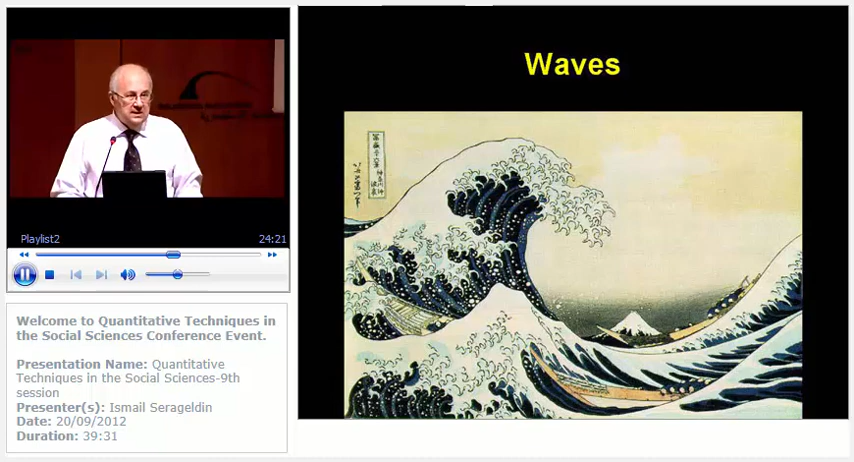 Playlist2
24:21
Welcome to Quantitative Techniques in
the Social Sciences Conference Event.
Presentation Name: Quantitative
Techniques in the Social Sciences-9th
session
Presenter(s): Ismail Serageldin
Date: 20/09/2012
Duration: 39:31
Waves